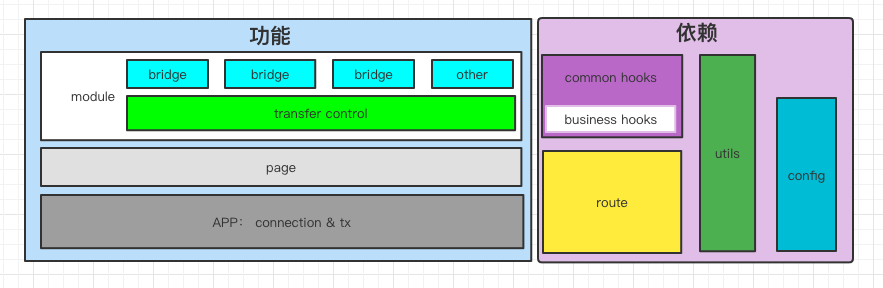 功能
bridge
bridge
bridge
other
module
transfer control
page
APP： connection & tx
依赖
common hooks
business hooks
route
utils
config